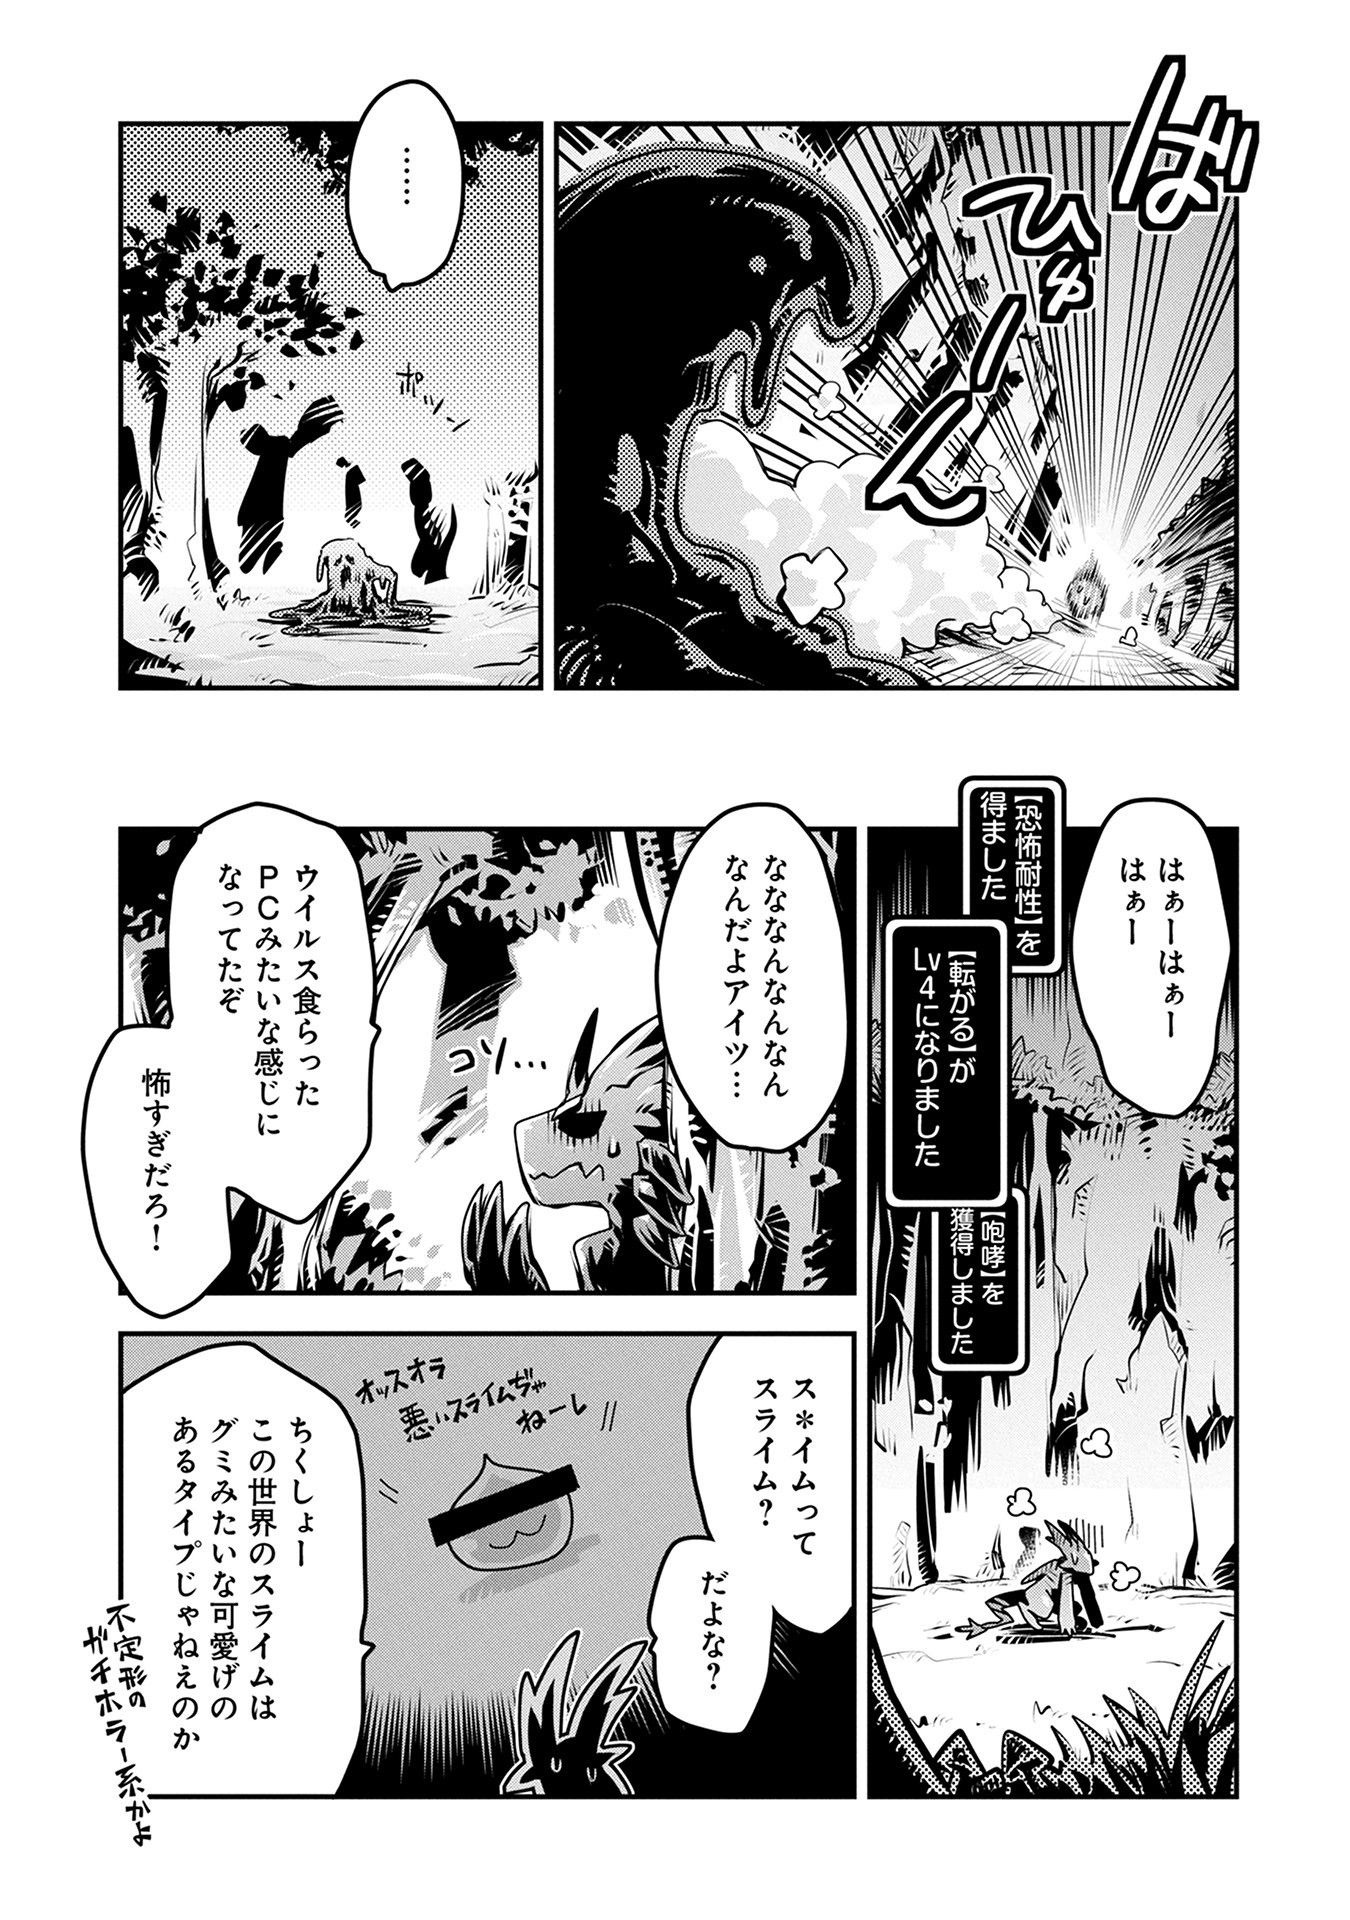 ばひゅーん
……
ポツーン
はぁーはぁー
はぁー
【恐怖耐性】を
得ました
【転がる】が
Lv4になりました
【咆哮】を
獲得しました
なななんなんなん
なんだよアイツ…
コソ…
ウイルス食らった
PCみたいな感じに
なってたぞ
怖すぎだろ！
ス＊イムって
スライム？
だよな？
オッスオラ
悪いスライムぢゃ
ねーし
ちくしょー
この世界のスライムは
グミみたいな可愛げの
あるタイプじゃねえのか
不定形の
ガチホラー系かよ